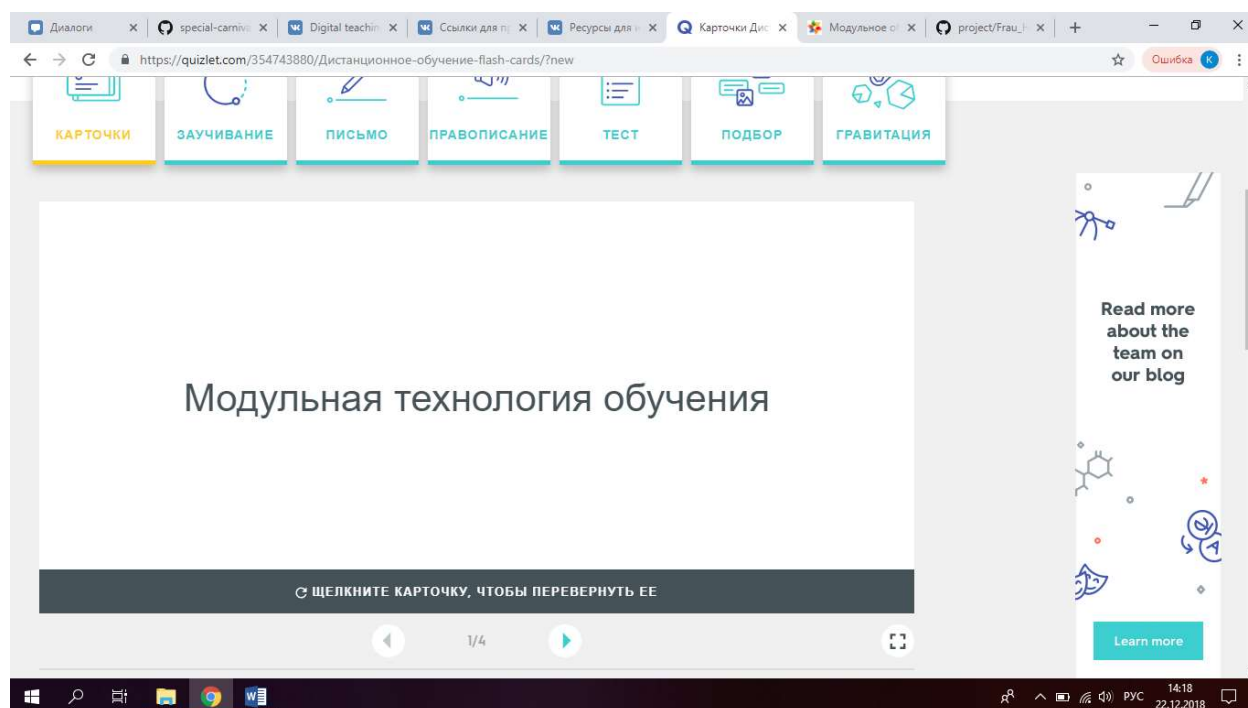 Диалоги
special-carniva
Digital teachin
Ссылки для п
Ресурсы для
Карточки Дис
Модульное о
project/Frau_
https://quizlet.com/354743880/Дистанционное-обучение-flash-cards/?new
Ошибка K
КАРТОЧКИ
ЗАУЧИВАНИЕ
ПИСЬМО
ПРАВОПИСАНИЕ
ТЕСТ
ПОДБОР
ГРАВИТАЦИЯ
Модульная технология обучения
Read more
about the
team on
our blog
ЩЕЛКНИТЕ КАРТОЧКУ, ЧТОБЫ ПЕРЕВЕРНУТЬ ЕЕ
1/4
Learn more
РУС
14:18
22.12.2018